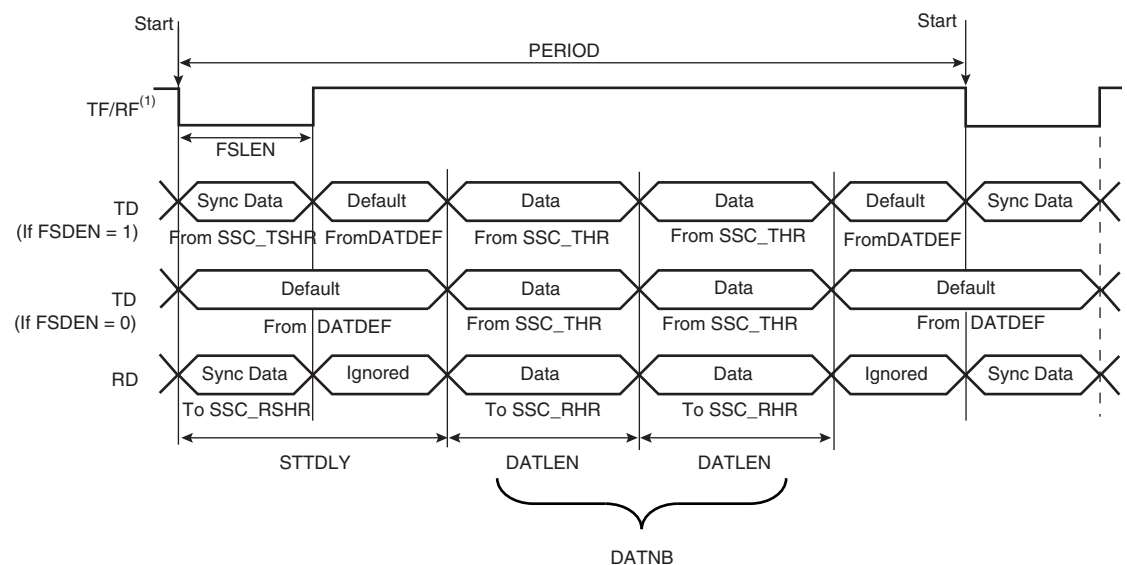 Start
Start
PERIOD
TF/RF(1)
FSLEN
TD
(If FSDEN = 1)
Sync Data
Default
Data
Data
Default
Sync Data
From SSC_TSHR
FromDATDEF
From SSC_THR
From SSC_THR
FromDATDEF
TD
(If FSDEN = 0)
Default
Data
Data
Default
From DATDEF
From SSC_THR
From SSC_THR
From DATDEF
RD
Sync Data
Ignored
Data
Data
Ignored
Sync Data
To SSC_RSHR
To SSC_RHR
To SSC_RHR
STTDLY
DATLEN
DATLEN
DATNB